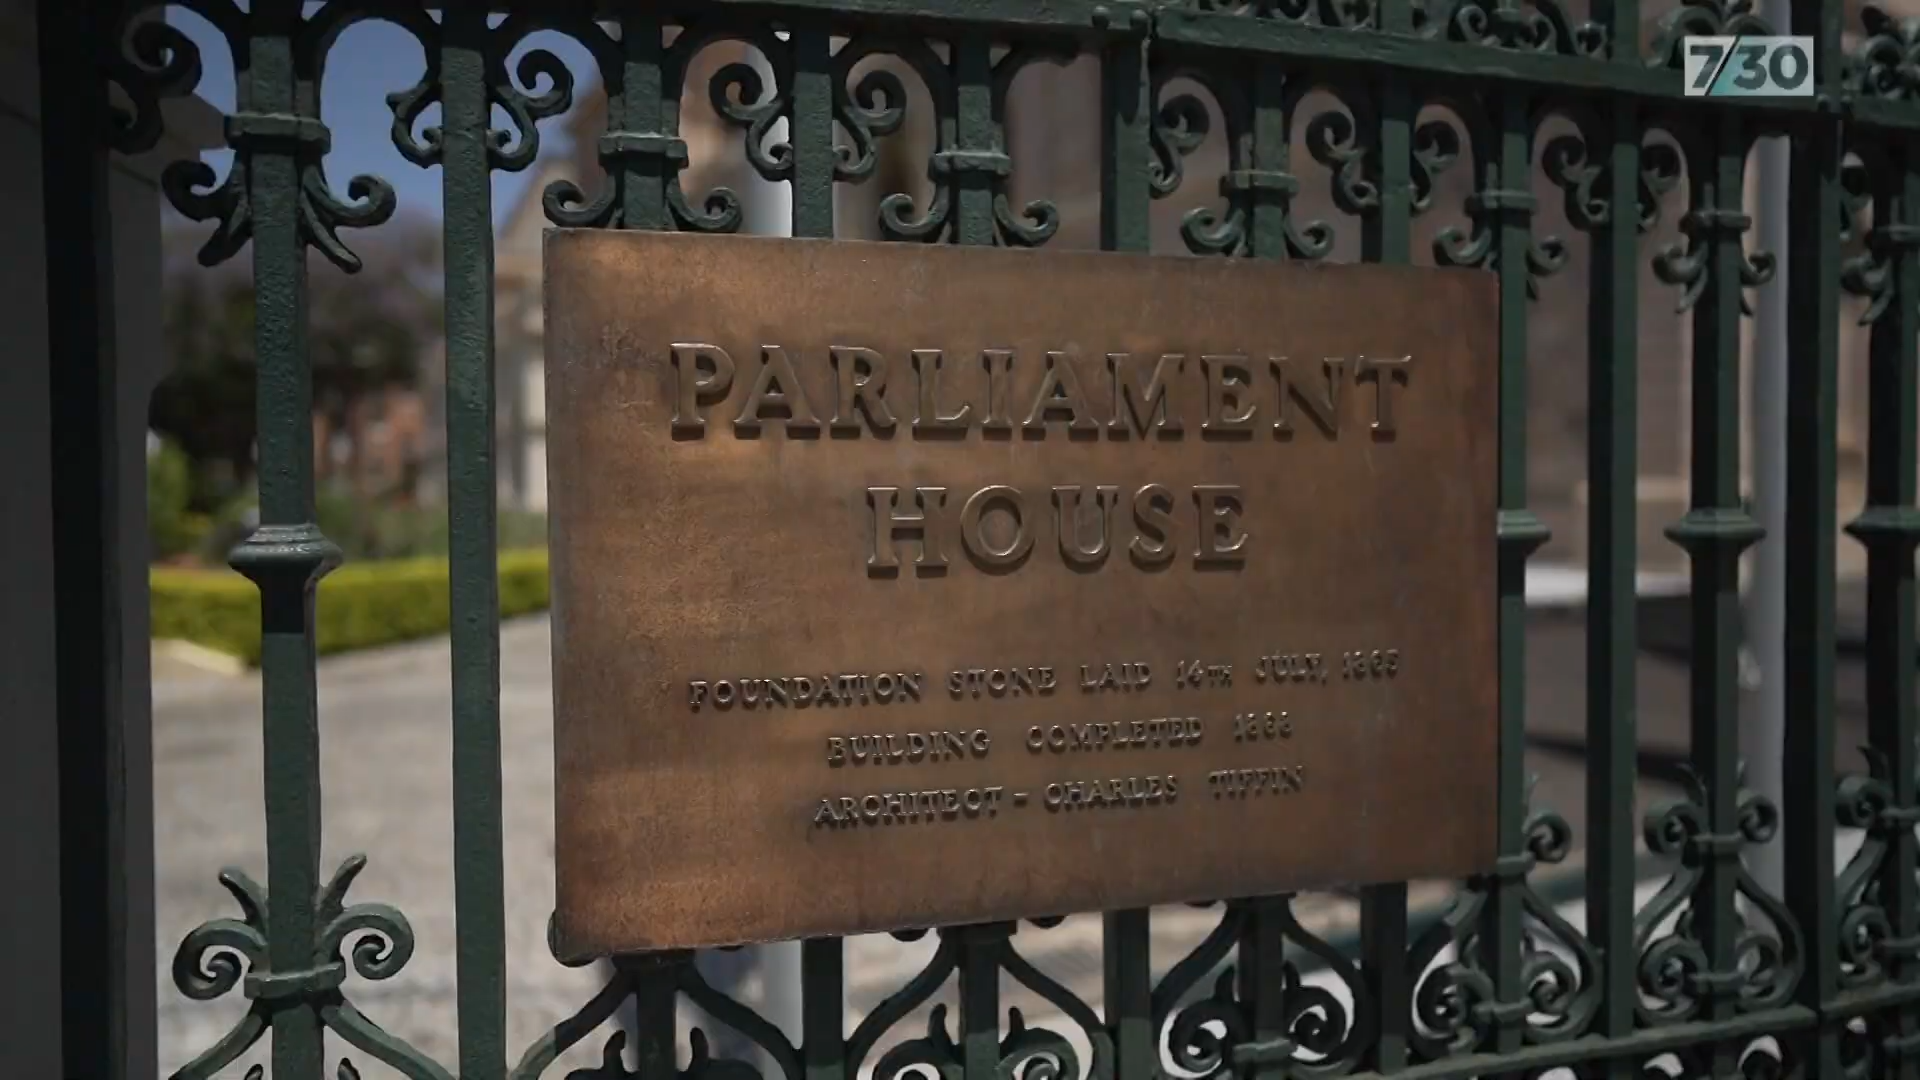 7/30
PARLIAMENT
HOUSE
FOUNDATION STONE LAID 14TH JULY, 1865
BUILDING COMPLETED 1868
ARCHITECT - CHARLES TIFFIN